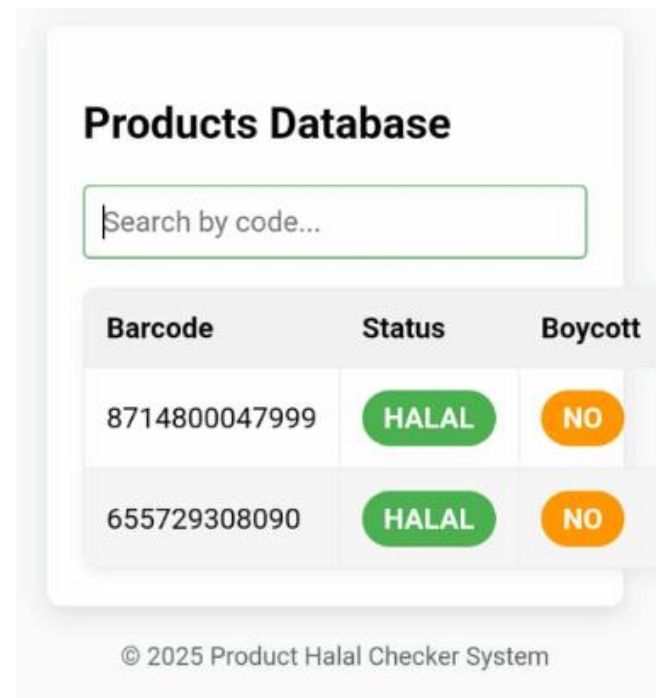 Products Database
Search by code...
Barcode Status Boycott
8714800047999 HALAL NO
655729308090 HALAL NO
© 2025 Product Halal Checker System